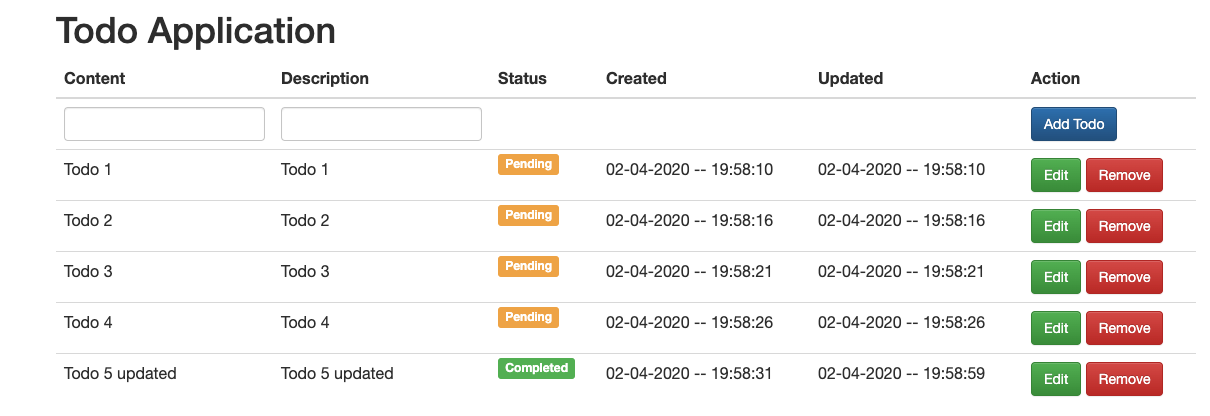 Todo Application
Content Description Status Created Updated Action
Add Todo
Todo 1 Todo 1 Pending 02-04-2020 -- 19:58:10 02-04-2020 -- 19:58:10 Edit Remove
Todo 2 Todo 2 Pending 02-04-2020 -- 19:58:16 02-04-2020 -- 19:58:16 Edit Remove
Todo 3 Todo 3 Pending 02-04-2020 -- 19:58:21 02-04-2020 -- 19:58:21 Edit Remove
Todo 4 Todo 4 Pending 02-04-2020 -- 19:58:26 02-04-2020 -- 19:58:26 Edit Remove
Todo 5 updated Todo 5 updated Completed 02-04-2020 -- 19:58:31 02-04-2020 -- 19:58:59 Edit Remove